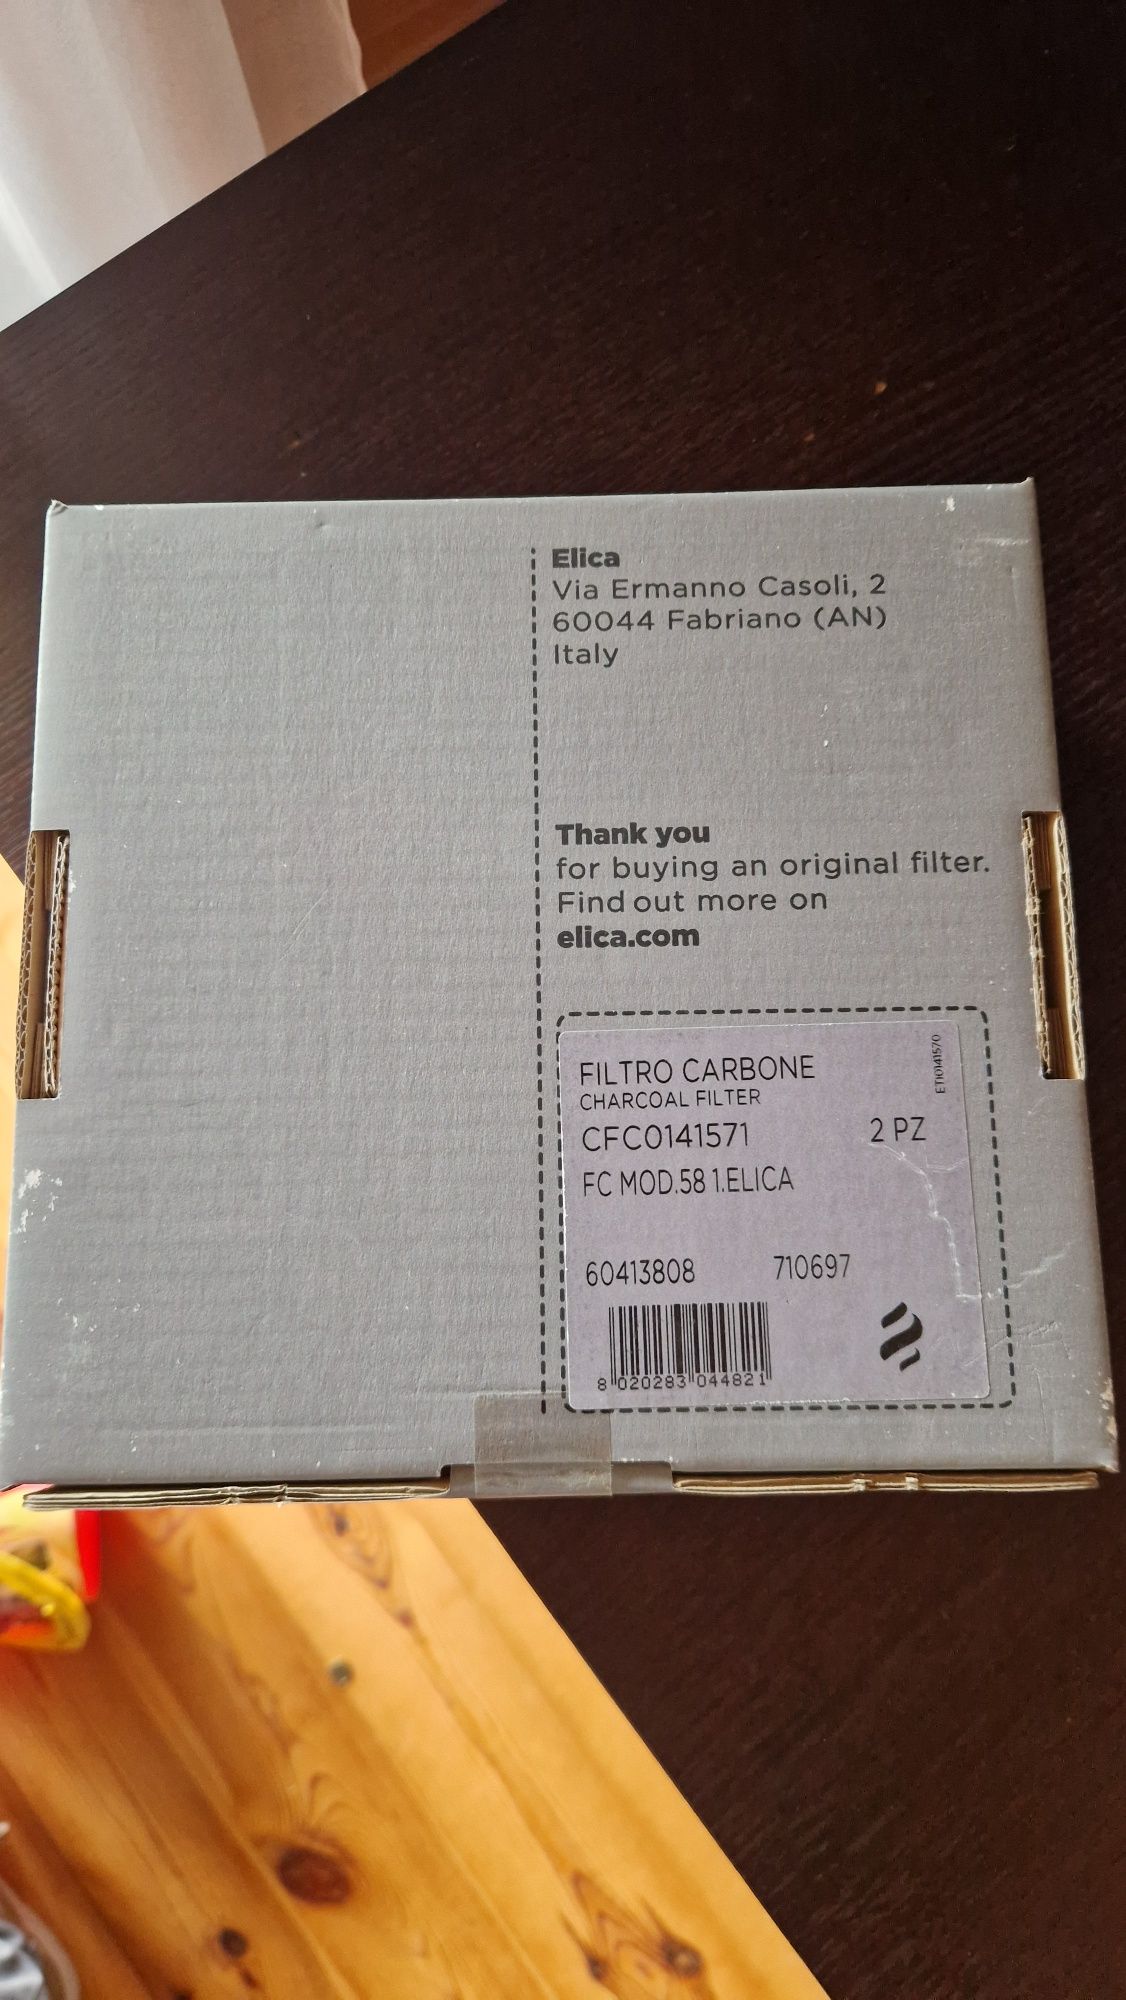 Elica
Via Ermanno Casoli, 2
60044 Fabriano (AN)
Italy
Thank you
for buying an original filter.
Find out more on
elica.com
FILTRO CARBONE
CHARCOAL FILTER
CFC0141571 2 PZ
FC MOD.58 1.ELICA
60413808 710697
8 020283 044821
ETI0141570